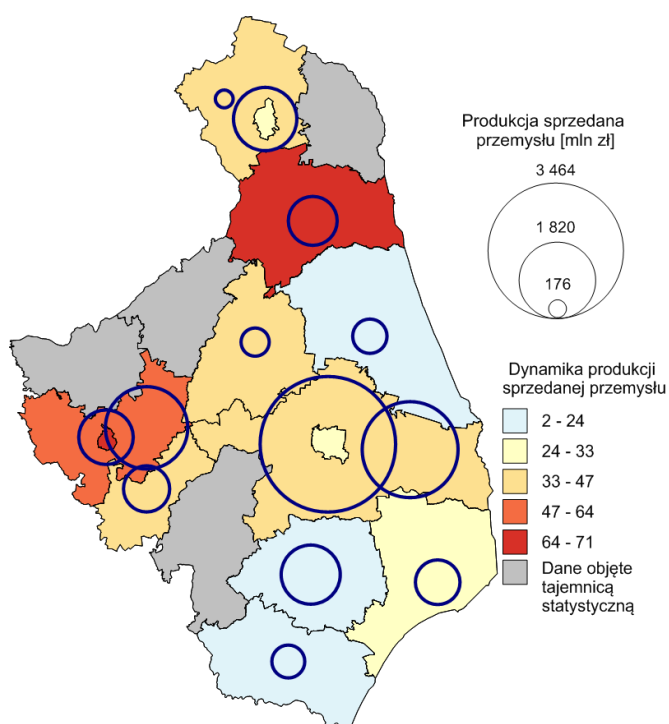 Produkcja sprzedana
przemysłu [mln zł]
3 464
1 820
176
Dynamika produkcji
sprzedanej przemysłu
2 - 24
24 - 33
33 - 47
47 - 64
64 - 71
Dane objęte
tajemnicą
statystyczną